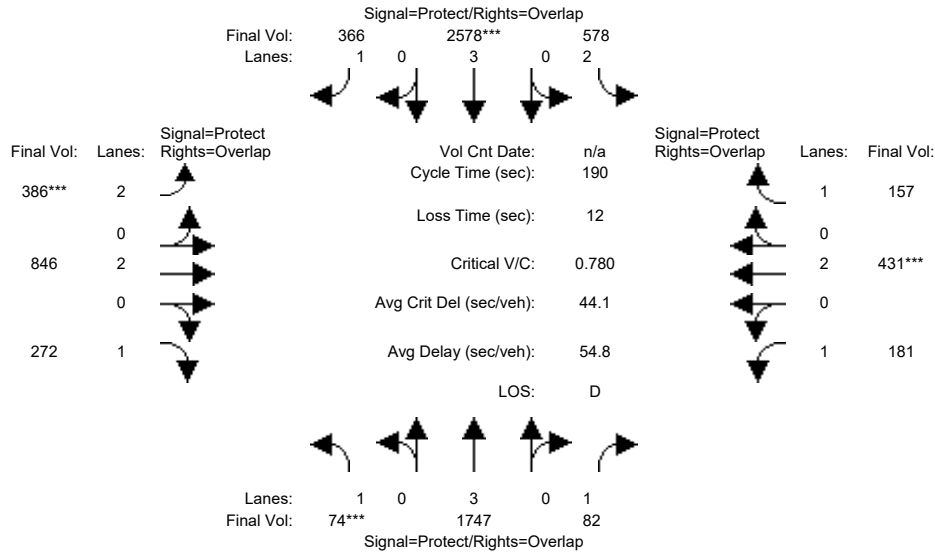 Signal=Protect/Rights=Overlap
Final Vol: 366 2578*** 578
Lanes: 1 0 3 0 2
Signal=Protect
Final Vol: Lanes: Rights=Overlap
Vol Cnt Date: n/a
Signal=Protect
Rights=Overlap Lanes: Final Vol:
Cycle Time (sec): 190
386*** 2
1 157
Loss Time (sec): 12
0
0
846 2
Critical V/C: 0.780
2 431***
0
Avg Crit Del (sec/veh): 44.1
0
272 1
Avg Delay (sec/veh): 54.8
1 181
LOS: D
Lanes: 1 0 3 0 1
Final Vol: 74*** 1747 82
Signal=Protect/Rights=Overlap